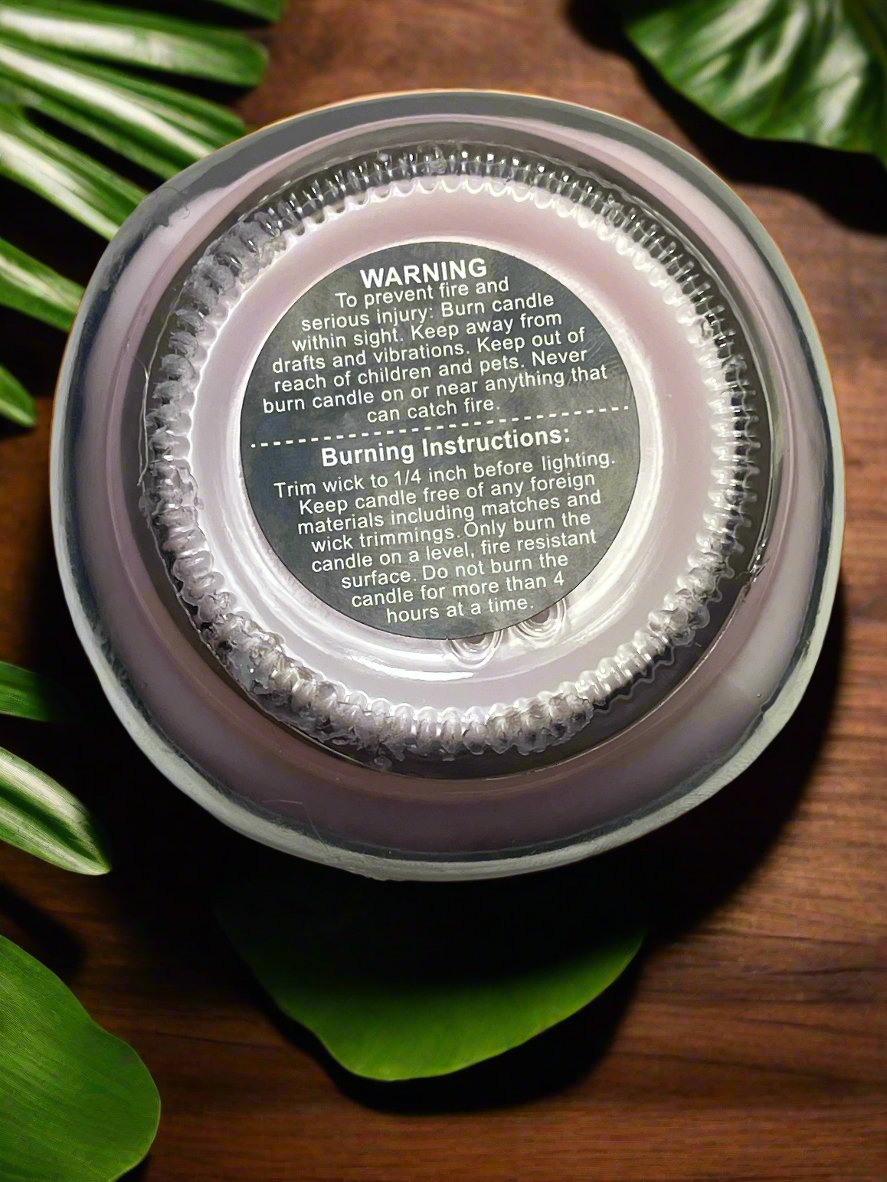 WARNING
To prevent fire and
serious injury: Burn candle
within sight. Keep away from
drafts and vibrations. Keep out of
reach of children and pets. Never
burn candle on or near anything that
can catch fire.
Burning Instructions:
Trim wick to 1/4 inch before lighting.
Keep candle free of any foreign
materials including matches and
wick trimmings. Only burn the
candle on a level, fire resistant
surface. Do not burn the
candle for more than 4
hours at a time.